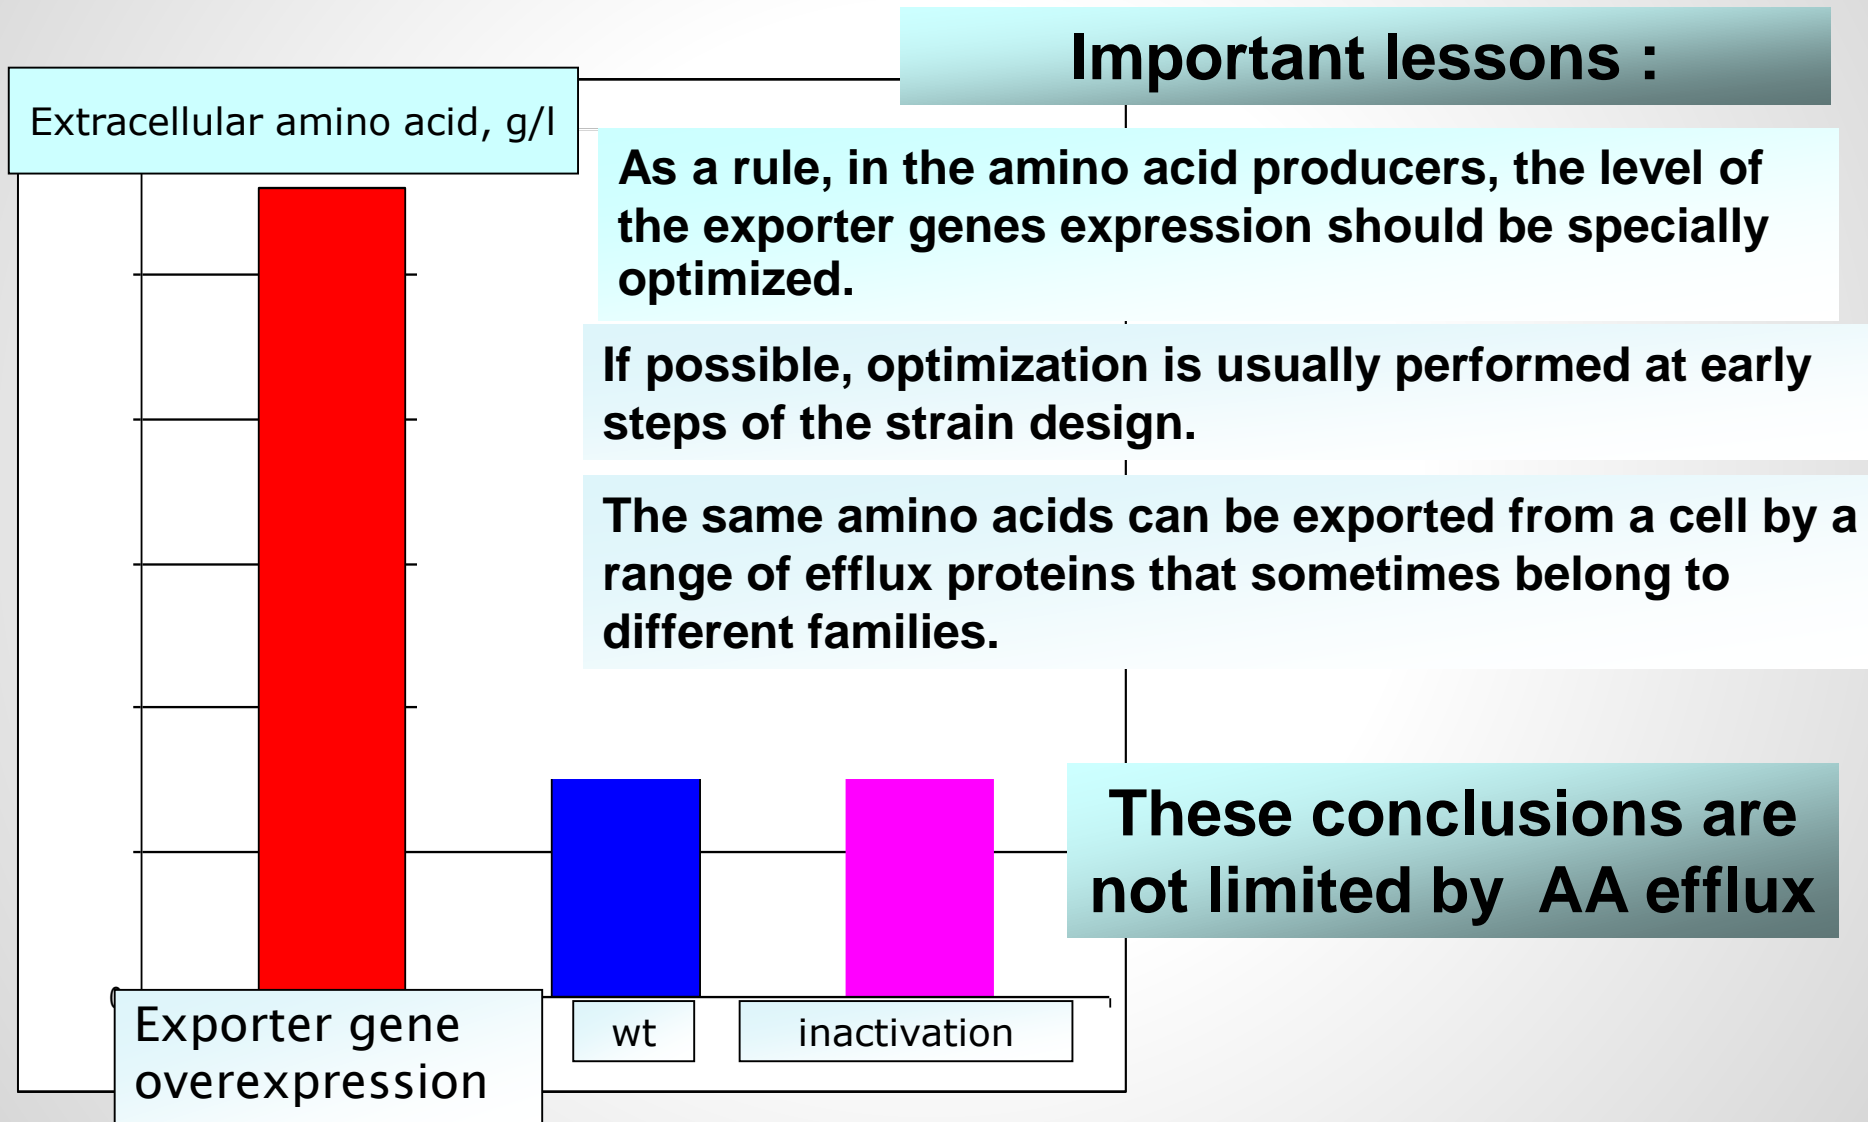 Important lessons :
Extracellular amino acid, g/l
As a rule, in the amino acid producers, the level of
the exporter genes expression should be specially
optimized.
If possible, optimization is usually performed at early
steps of the strain design.
The same amino acids can be exported from a cell by a
range of efflux proteins that sometimes belong to
different families.
These conclusions are
not limited by AA efflux
Exporter gene
overexpression
wt
inactivation